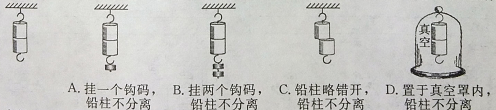 真
空
A. 挂一个钩码，
铅柱不分离
B. 挂两个钩码，
铅柱不分离
C. 铅柱略错开，
铅柱不分离
D. 置于真空罩内，
铅柱不分离